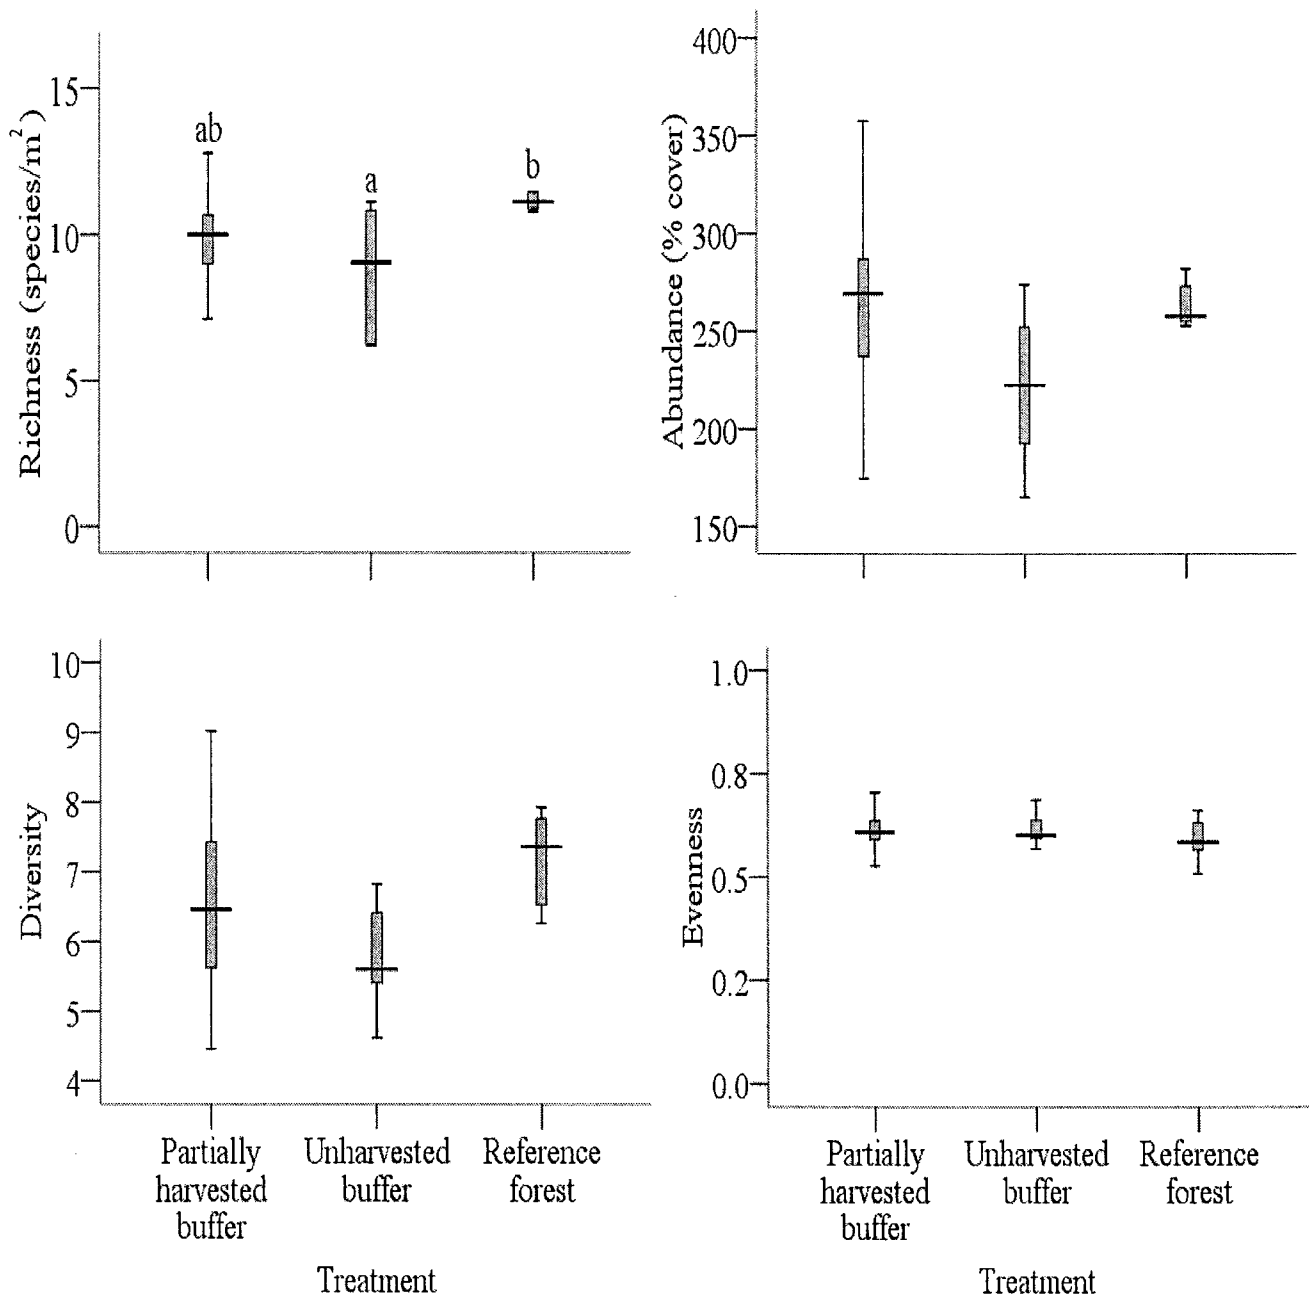 Richness (species/m²)
15
10
5
0
ab
a
b
Abundance (% cover)
400
350
300
250
200
150
Diversity
10
9
8
7
6
5
4
Partially
harvested
buffer
Unharvested
buffer
Reference
forest
Treatment
Evenness
1.0
0.8
0.5
0.2
0.0
Partially
harvested
buffer
Unharvested
buffer
Reference
forest
Treatment